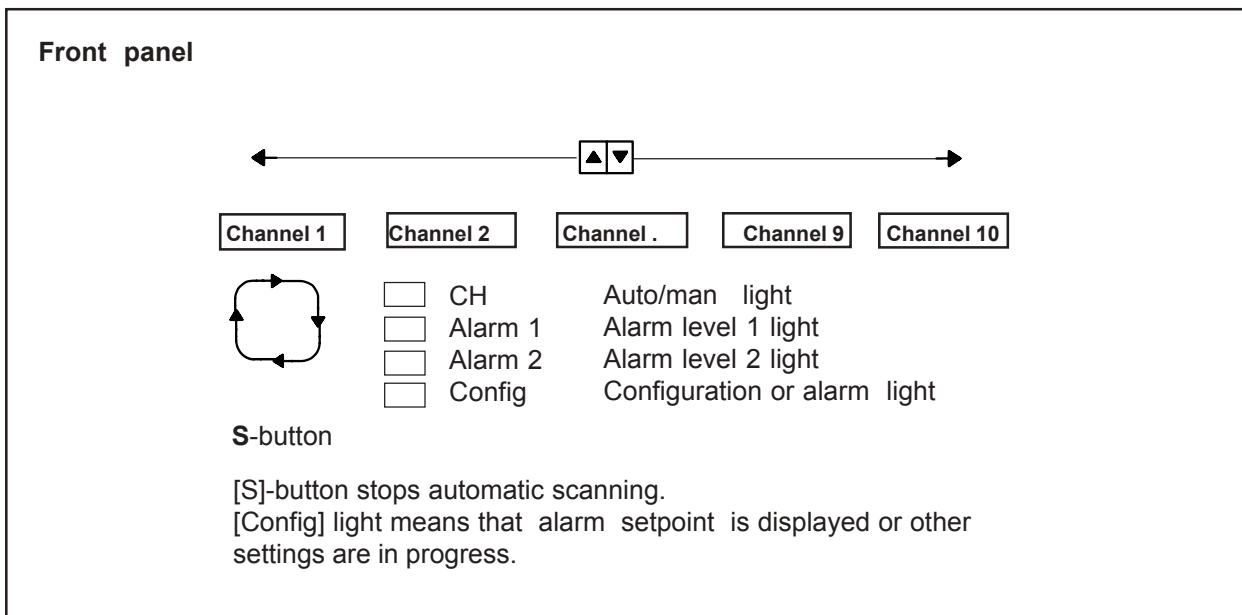 Front panel
▲ ▼
Channel 1 Channel 2 Channel . Channel 9 Channel 10
CH Auto/man light
Alarm 1 Alarm level 1 light
Alarm 2 Alarm level 2 light
Config Configuration or alarm light
S-button
[S]-button stops automatic scanning.
[Config] light means that alarm setpoint is displayed or other
settings are in progress.